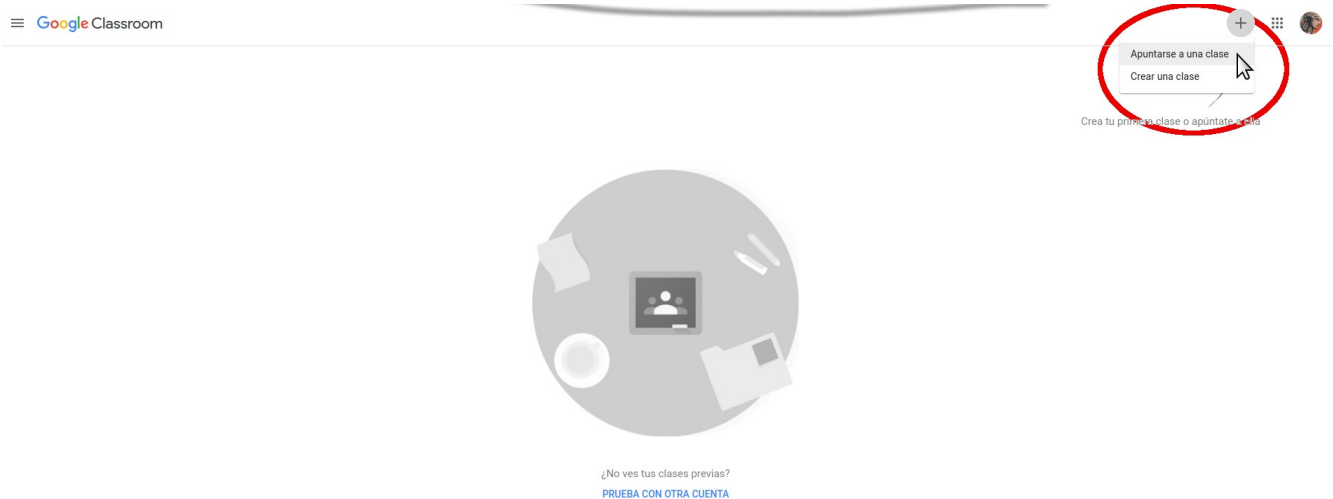 Google Classroom
Apuntarse a una clase
Crear una clase
Crea tu primera clase o apúntate a ella
¿No ves tus clases previas?
PRUEBA CON OTRA CUENTA